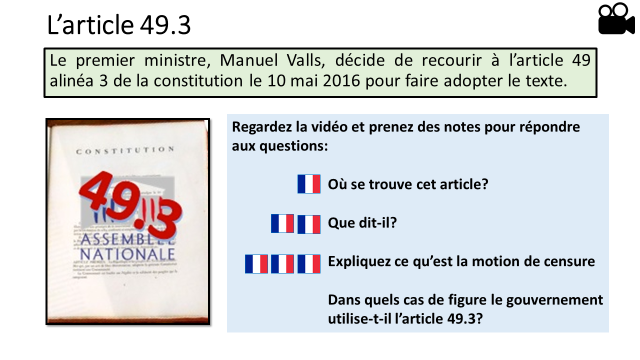 L’article 49.3
Le premier ministre, Manuel Valls, décide de recourir à l’article 49
alinéa 3 de la constitution le 10 mai 2016 pour faire adopter le texte.
CONSTITUTION
49.3
ASSEMBLÉE
NATIONALE
Regardez la vidéo et prenez des notes pour répondre
aux questions:
Où se trouve cet article?
Que dit-il?
Expliquez ce qu’est la motion de censure
Dans quels cas de figure le gouvernement
utilise-t-il l’article 49.3?